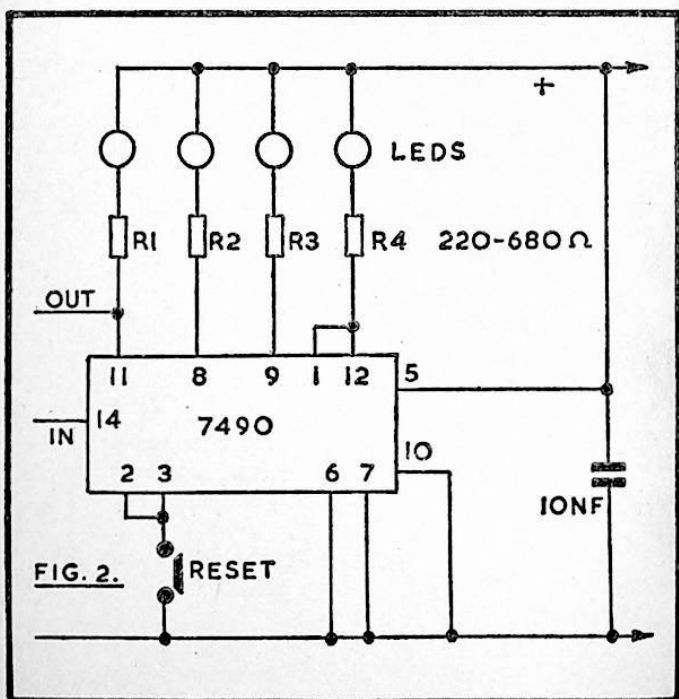 +
LEDS
R1 R2 R3 R4 220-680Ω
OUT
11 8 9 1 12 5
14 7490
IN
10
2 3 6 7
10NF
FIG. 2. RESET